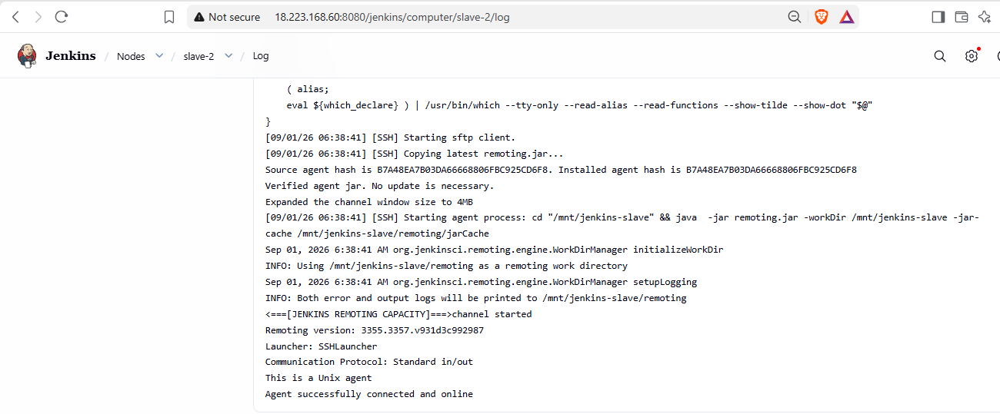 Not secure 18.223.168.60:8080/jenkins/computer/slave-2/log
Jenkins / Nodes / slave-2 / Log
( alias;
eval ${which_declare} ) | /usr/bin/which --tty-only --read-alias --read-functions --show-tilde --show-dot "$@"
}
[09/01/26 06:38:41] [SSH] Starting sftp client.
[09/01/26 06:38:41] [SSH] Copying latest remoting.jar...
Source agent hash is B7A48EA7B03DA66668806FBC925CD6F8. Installed agent hash is B7A48EA7B03DA66668806FBC925CD6F8
Verified agent jar. No update is necessary.
Expanded the channel window size to 4MB
[09/01/26 06:38:41] [SSH] Starting agent process: cd "/mnt/jenkins-slave" && java  -jar remoting.jar -workDir /mnt/jenkins-slave -jar-
cache /mnt/jenkins-slave/remoting/jarCache
Sep 01, 2026 6:38:41 AM org.jenkinsci.remoting.engine.WorkDirManager initializeWorkDir
INFO: Using /mnt/jenkins-slave/remoting as a remoting work directory
Sep 01, 2026 6:38:41 AM org.jenkinsci.remoting.engine.WorkDirManager setupLogging
INFO: Both error and output logs will be printed to /mnt/jenkins-slave/remoting
<===[JENKINS REMOTING CAPACITY]===>channel started
Remoting version: 3355.3357.v931d3c992987
Launcher: SSHLauncher
Communication Protocol: Standard in/out
This is a Unix agent
Agent successfully connected and online